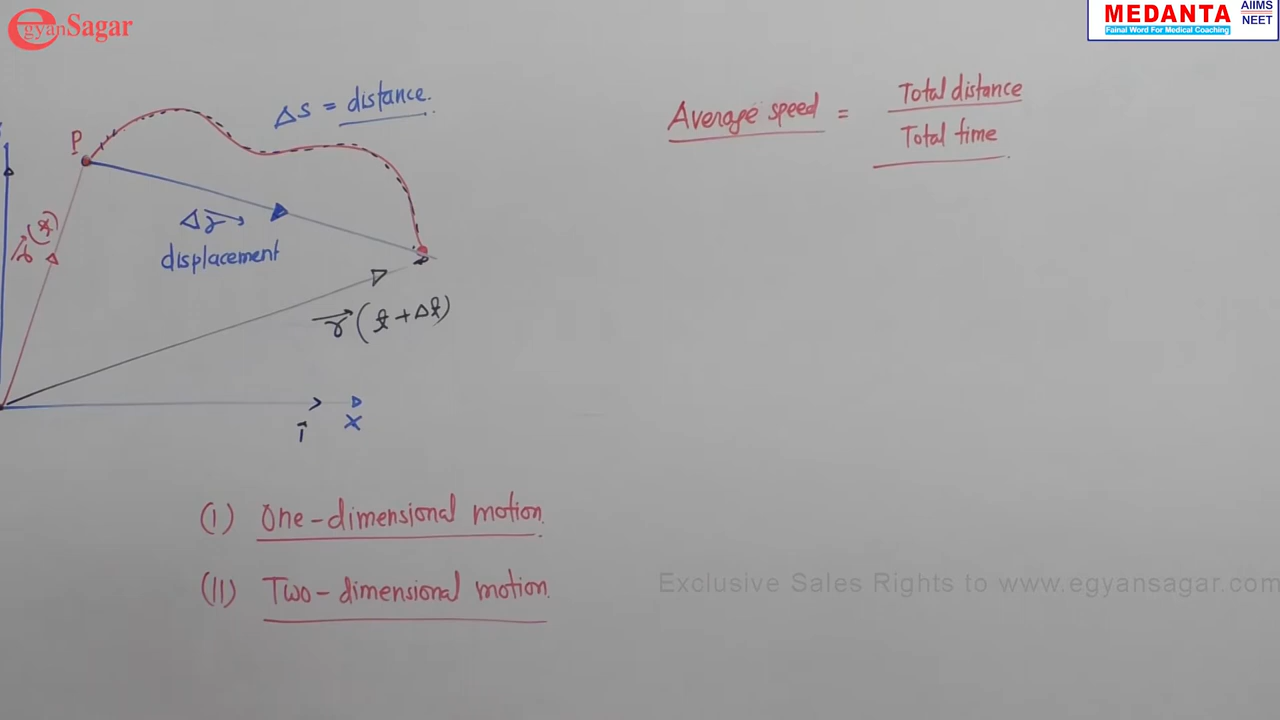 egyanSagar
MEDANTA
Fainal Word For Medical Coaching
AIIMS
NEET
Δs = distance.
P
Average speed = Total distance
Total time
r(t)
Δr
displacement
r (t + Δt)
X
(I) One-dimensional motion.
(II) Two-dimensional motion.
Exclusive Sales Rights to www.egyansagar.com